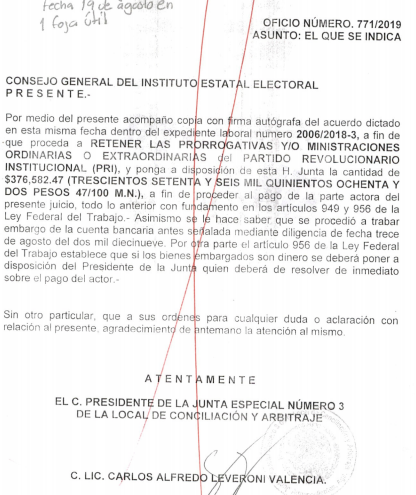 fecha 19 de agosto en
1 foja útil
OFICIO NÚMERO. 771/2019
ASUNTO: EL QUE SE INDICA
CONSEJO GENERAL DEL INSTITUTO ESTATAL ELECTORAL
P R E S E N T E.-
Por medio del presente acompaño copia con firma autógrafa del acuerdo dictado
en esta misma fecha dentro del expediente laboral numero 2006/2018-3, a fin de
que proceda a RETENER LAS PRORROGATIVAS Y/O MINISTRACIONES
ORDINARIAS O EXTRAORDINARIAS del PARTIDO REVOLUCIONARIO
INSTITUCIONAL (PRI), y ponga a disposición de esta H. Junta la cantidad de
$376,582.47 (TRESCIENTOS SETENTA Y SEIS MIL QUINIENTOS OCHENTA Y
DOS PESOS 47/100 M.N.), a fin de proceder al pago de la parte actora del
presente juicio, todo lo anterior con fundamento en los artículos 949 y 956 de la
Ley Federal del Trabajo.- Asimismo se le hace saber que se procedió a trabar
embargo de la cuenta bancaria antes señalada mediante diligencia de fecha trece
de agosto del dos mil diecinueve. Por otra parte el artículo 956 de la Ley Federal
del Trabajo establece que si los bienes embargados son dinero se deberá poner a
disposición del Presidente de la Junta quien deberá de resolver de inmediato
sobre el pago del actor.-
Sin otro particular, que a sus ordenes para cualquier duda o aclaración con
relación al presente, agradecimiento de antemano la atención al mismo.
A T E N T A M E N T E
EL C. PRESIDENTE DE LA JUNTA ESPECIAL NÚMERO 3
DE LA LOCAL DE CONCILIACIÓN Y ARBITRAJE
C. LIC. CARLOS ALFREDO LEVERONI VALENCIA.